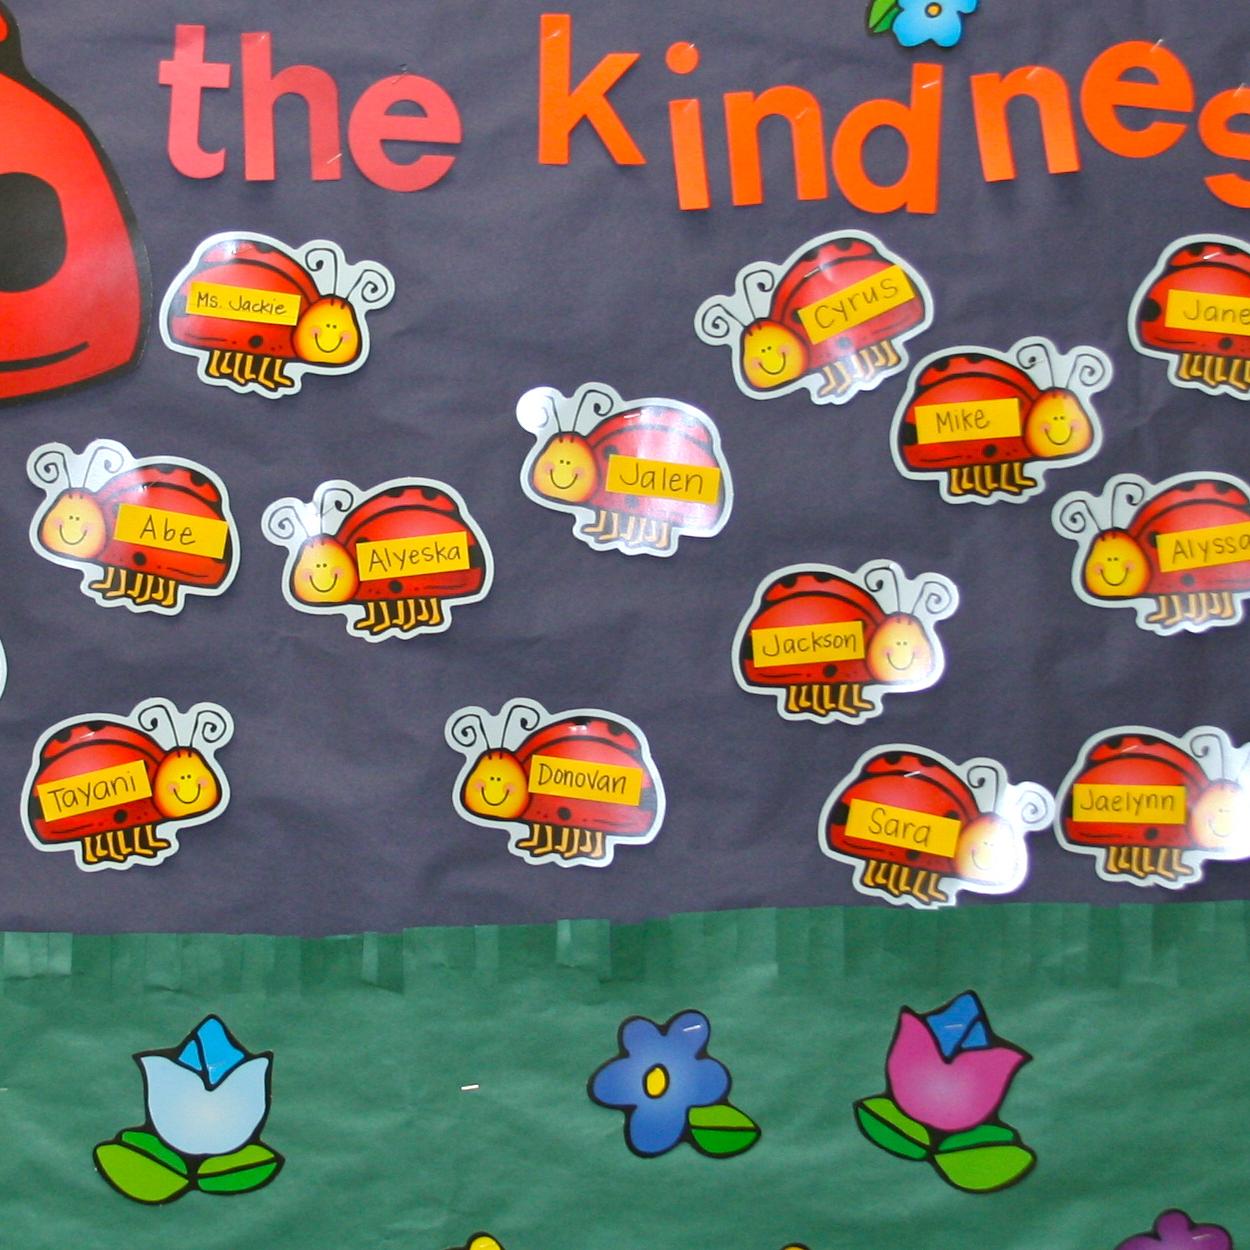 the kindnes
Ms. Jackie
Cyrus
Jane
Mike
Jalen
Abe
Alyeska
Alyssa
Jackson
Tayani
Donovan
Sara
Jaelynn